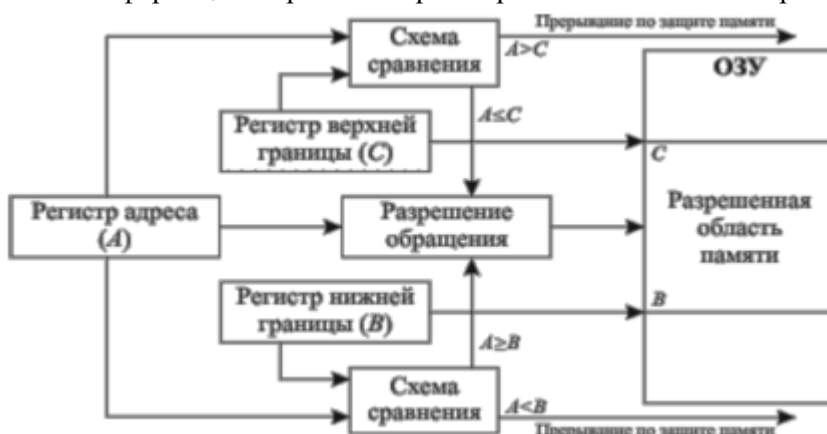 Схема
сравнения
Прерывание по защите памяти
A>C
ОЗУ
A≤C
Регистр верхней
границы (C)
C
Регистр адреса
(A)
Разрешение
обращения
Разрешенная
область
памяти
Регистр нижней
границы (B)
B
A≥B
Схема
сравнения
A<B
Прерывание по защите памяти